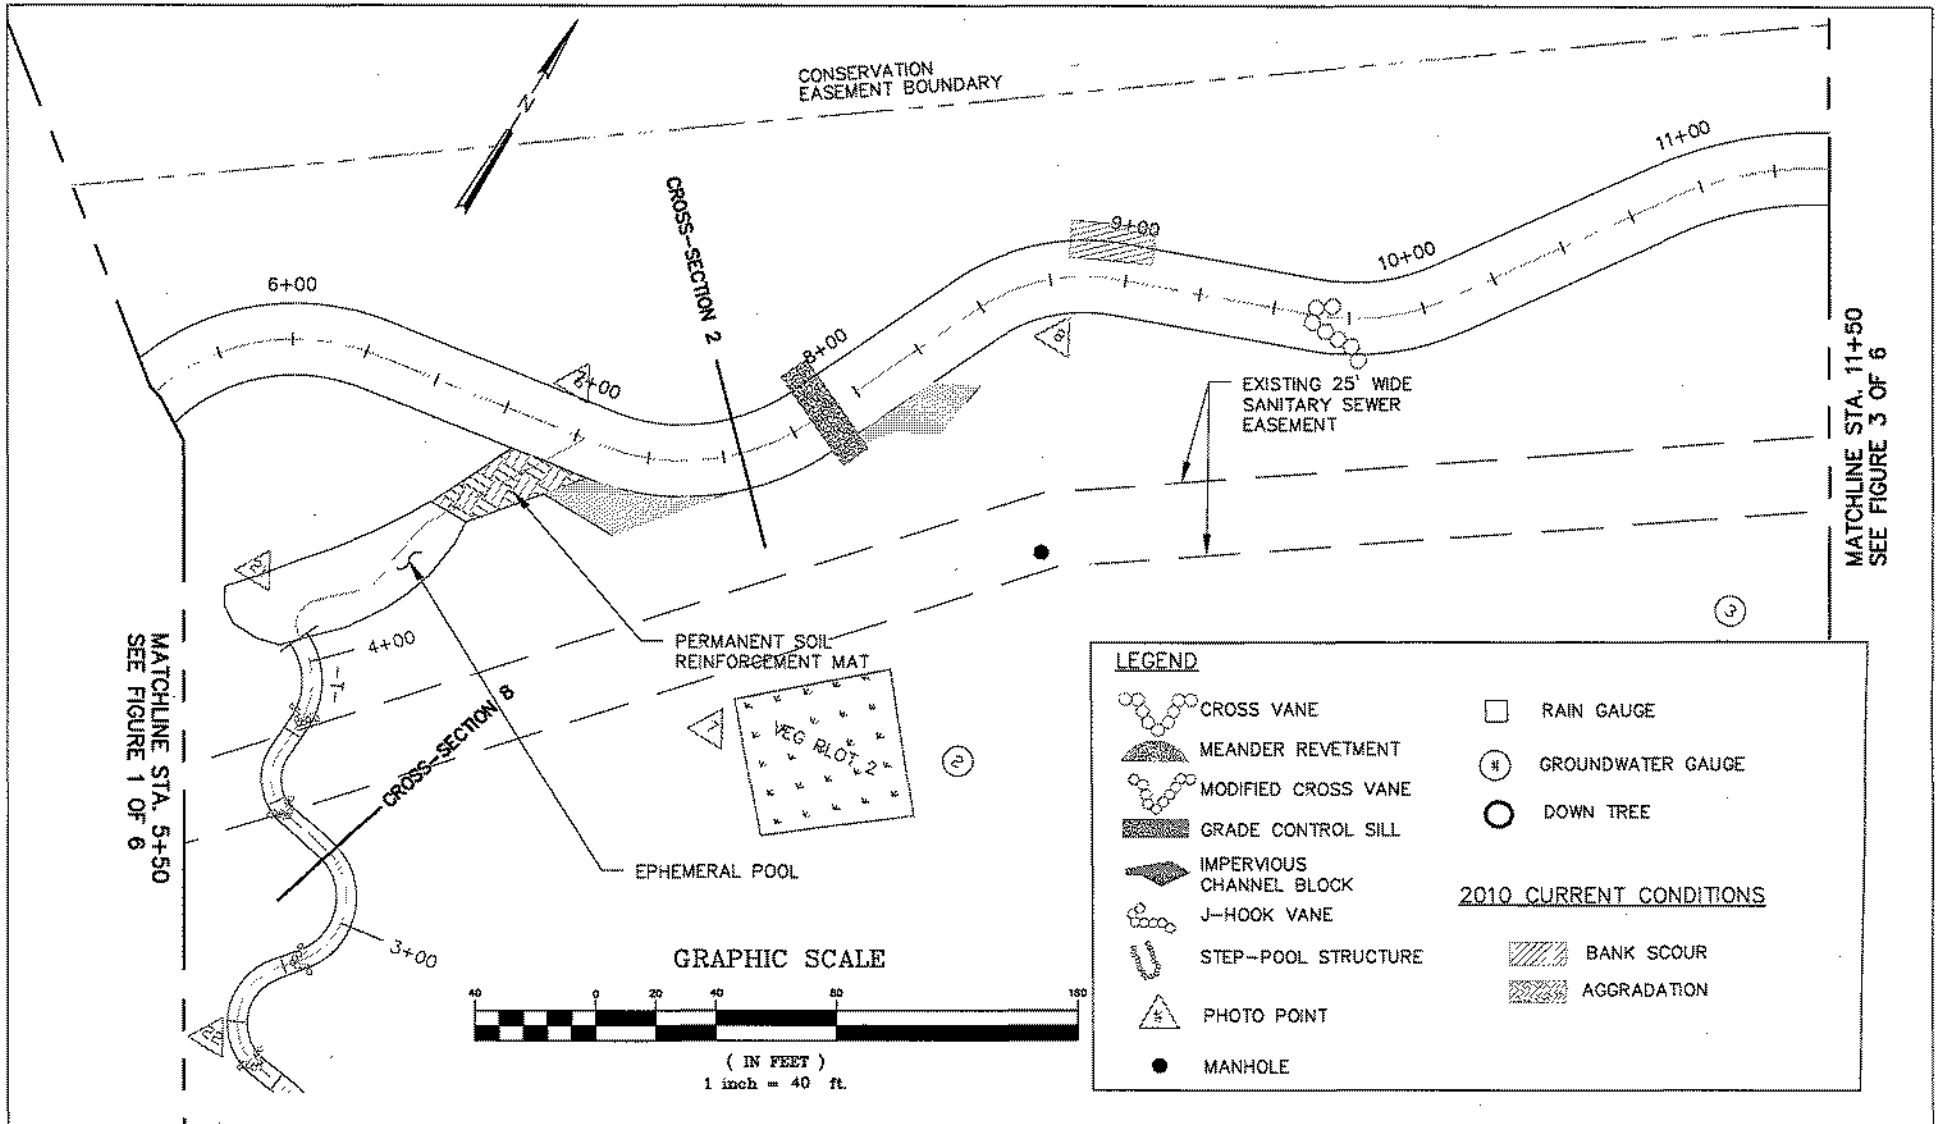 CONSERVATION
EASEMENT BOUNDARY
N
11+00
CROSS-SECTION 2
9+00
10+00
6+00
8+00
7+00
8
EXISTING 25' WIDE
SANITARY SEWER
EASEMENT
MATCHLINE STA. 11+50
SEE FIGURE 3 OF 6
3
4+00
-T-
PERMANENT SOIL
REINFORCEMENT MAT
MATCHLINE STA. 5+50
SEE FIGURE 1 OF 6
CROSS-SECTION 8
7
VEG PLOT 2
2
EPHEMERAL POOL
3+00
GRAPHIC SCALE
40 0 20 40 80 160
( IN FEET )
1 inch = 40 ft.
LEGEND
CROSS VANE
MEANDER REVETMENT
MODIFIED CROSS VANE
GRADE CONTROL SILL
IMPERVIOUS
CHANNEL BLOCK
J-HOOK VANE
STEP-POOL STRUCTURE
PHOTO POINT
MANHOLE
RAIN GAUGE
GROUNDWATER GAUGE
DOWN TREE
2010 CURRENT CONDITIONS
BANK SCOUR
AGGRADATION